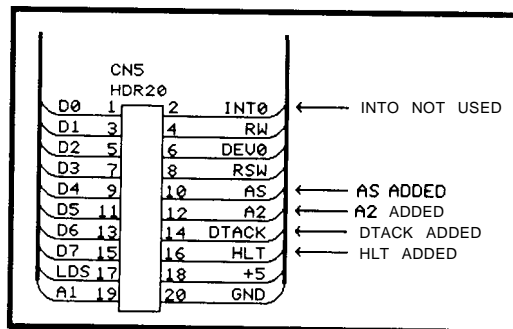 CN5
HDR20
D0 1 2 INT0 ← INTO NOT USED
D1 3 4 RW
D2 5 6 DEV0
D3 7 8 RSW
D4 9 10 AS ← AS ADDED
D5 11 12 A2 ← A2 ADDED
D6 13 14 DTACK ← DTACK ADDED
D7 15 16 HLT ← HLT ADDED
LDS 17 18 +5
A1 19 20 GND